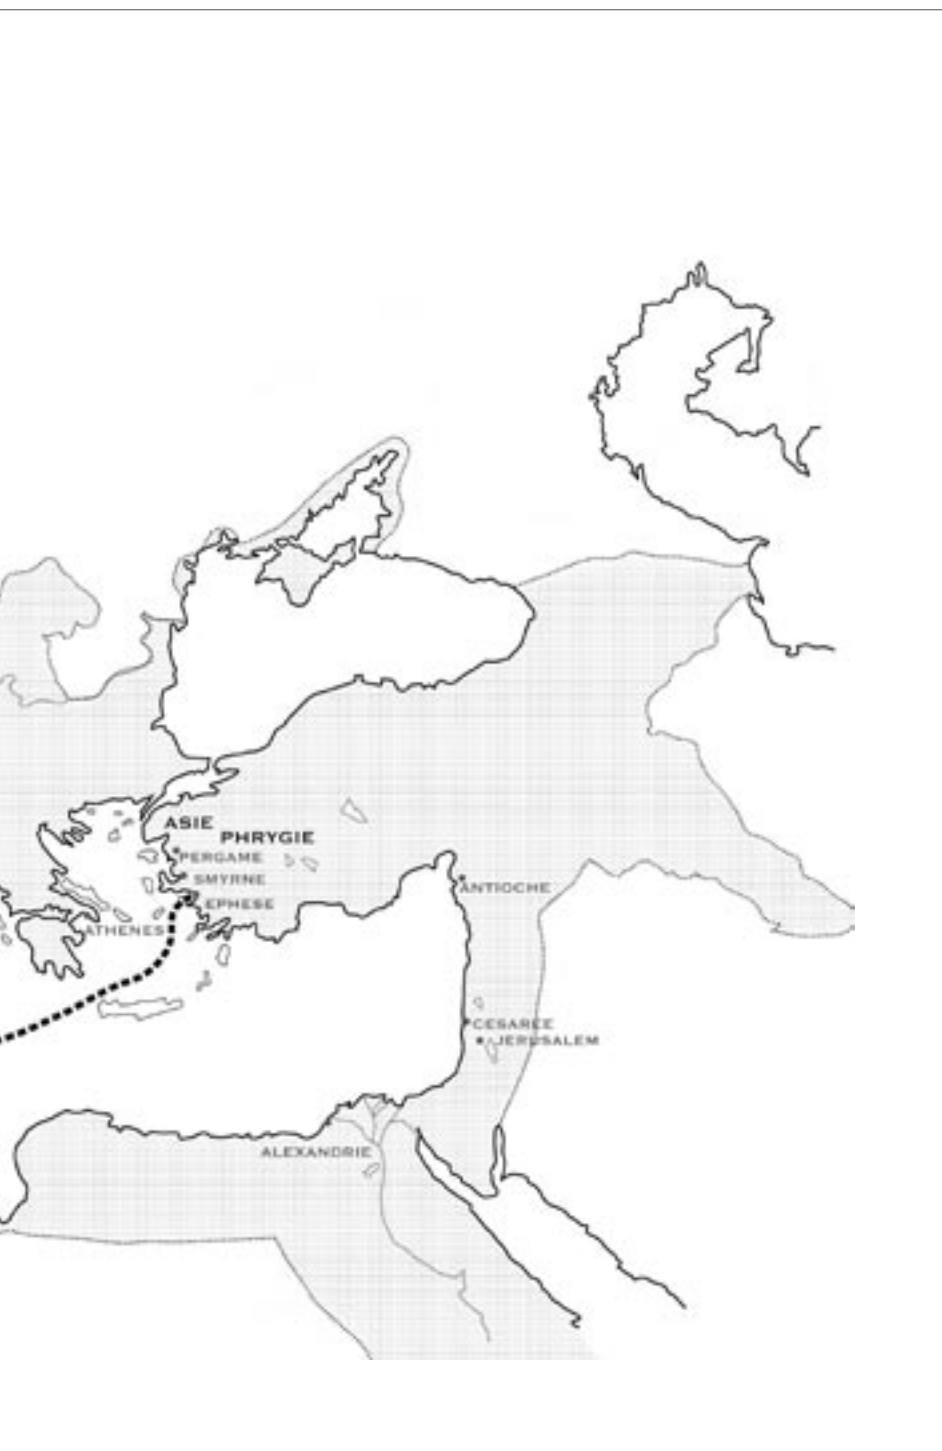 ASIE
PHRYGIE
PERGAME
SMYRNE
ANTIOCHE
EPHESE
ATHENES
CESAREE
JERUSALEM
ALEXANDRIE